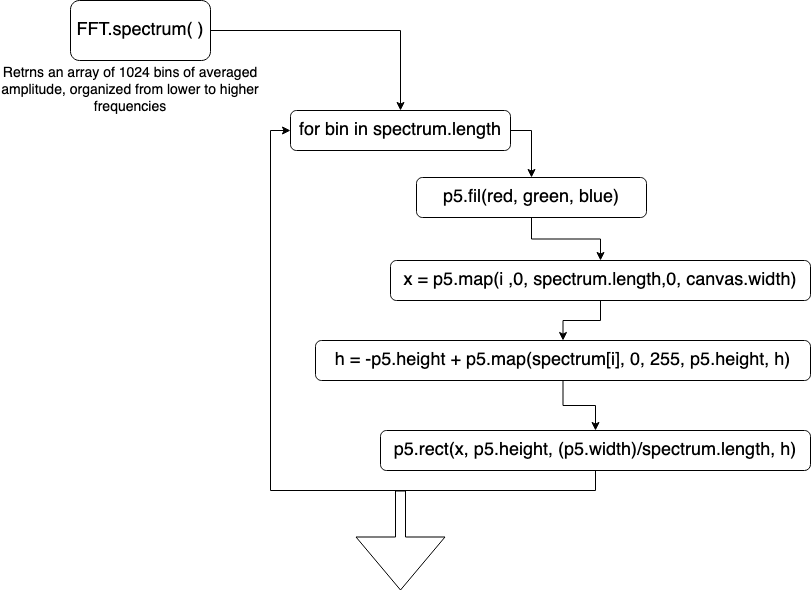 FFT.spectrum( )
Retrns an array of 1024 bins of averaged
amplitude, organized from lower to higher
frequencies
for bin in spectrum.length
p5.fil(red, green, blue)
x = p5.map(i ,0, spectrum.length,0, canvas.width)
h = -p5.height + p5.map(spectrum[i], 0, 255, p5.height, h)
p5.rect(x, p5.height, (p5.width)/spectrum.length, h)